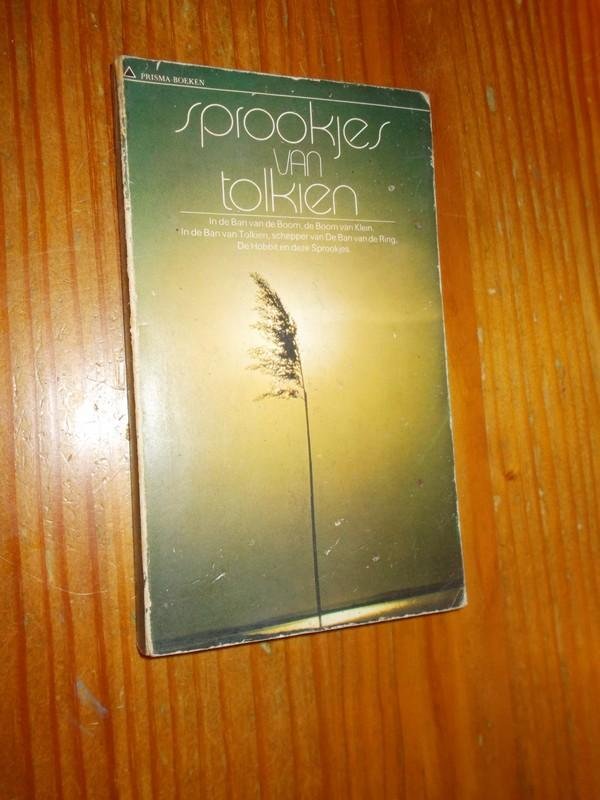 PRISMA-BOEKEN
sprookjes
van
tolkien
In de Ban van de Boom, de Boom van Klein.
In de Ban van Tolkien, schepper van De Ban van de Ring,
De Hobbit en deze Sprookjes.